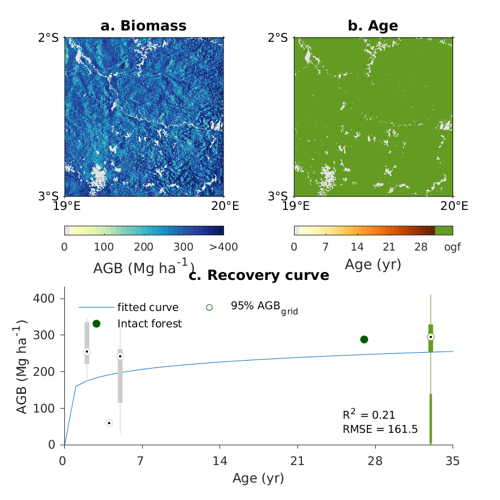 a. Biomass
b. Age
2°S
2°S
3°S
3°S
19°E
20°E
19°E
20°E
0 100 200 300 >400
0 7 14 21 28 ogf
AGB (Mg ha-1)
Age (yr)
c. Recovery curve
fitted curve
95% AGBgrid
Intact forest
AGB (Mg ha-1)
400
300
200
100
0
R2 = 0.21
RMSE = 161.5
0 7 14 21 28 35
Age (yr)